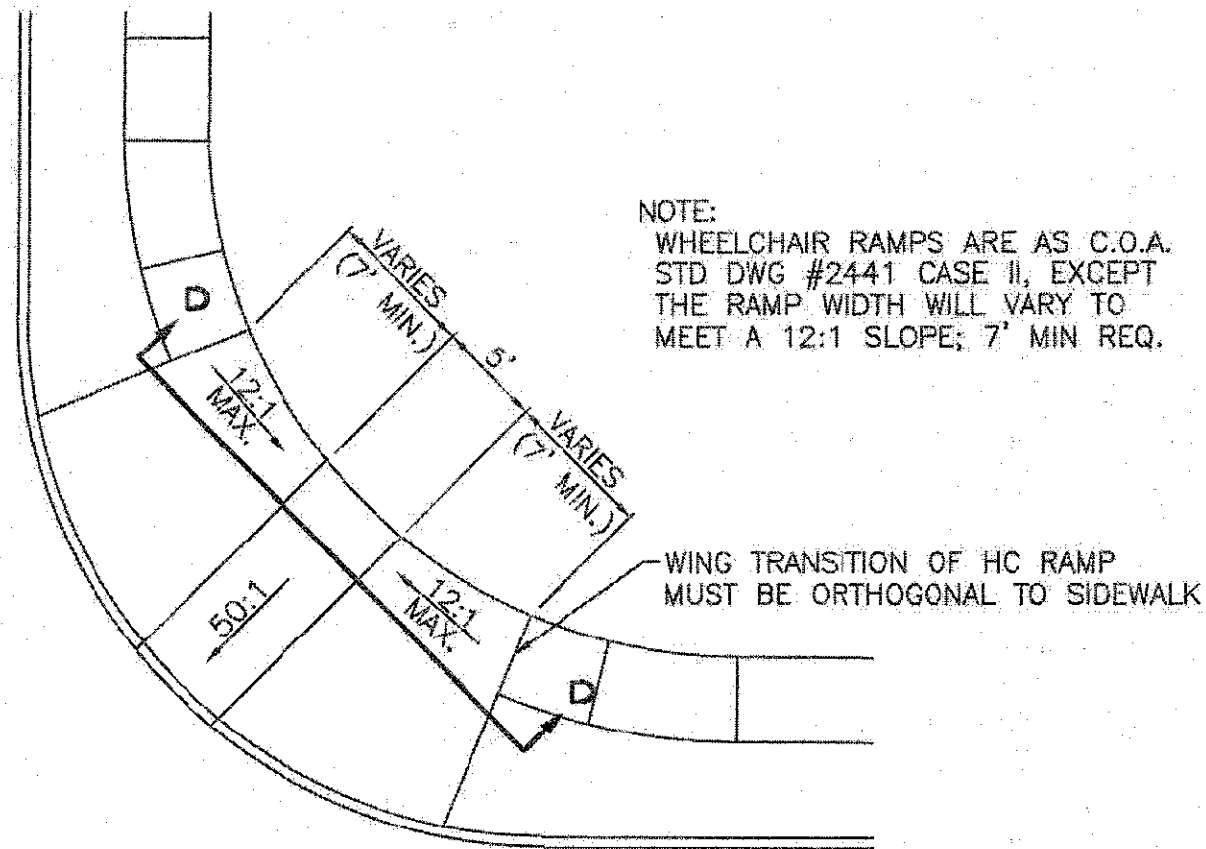 NOTE:
WHEELCHAIR RAMPS ARE AS C.O.A.
STD DWG #2441 CASE II, EXCEPT
THE RAMP WIDTH WILL VARY TO
MEET A 12:1 SLOPE; 7' MIN REQ.
VARIES
(7' MIN.)
5'
VARIES
(7' MIN.)
D
12:1
MAX.
50:1
12:1
MAX.
D
WING TRANSITION OF HC RAMP
MUST BE ORTHOGONAL TO SIDEWALK